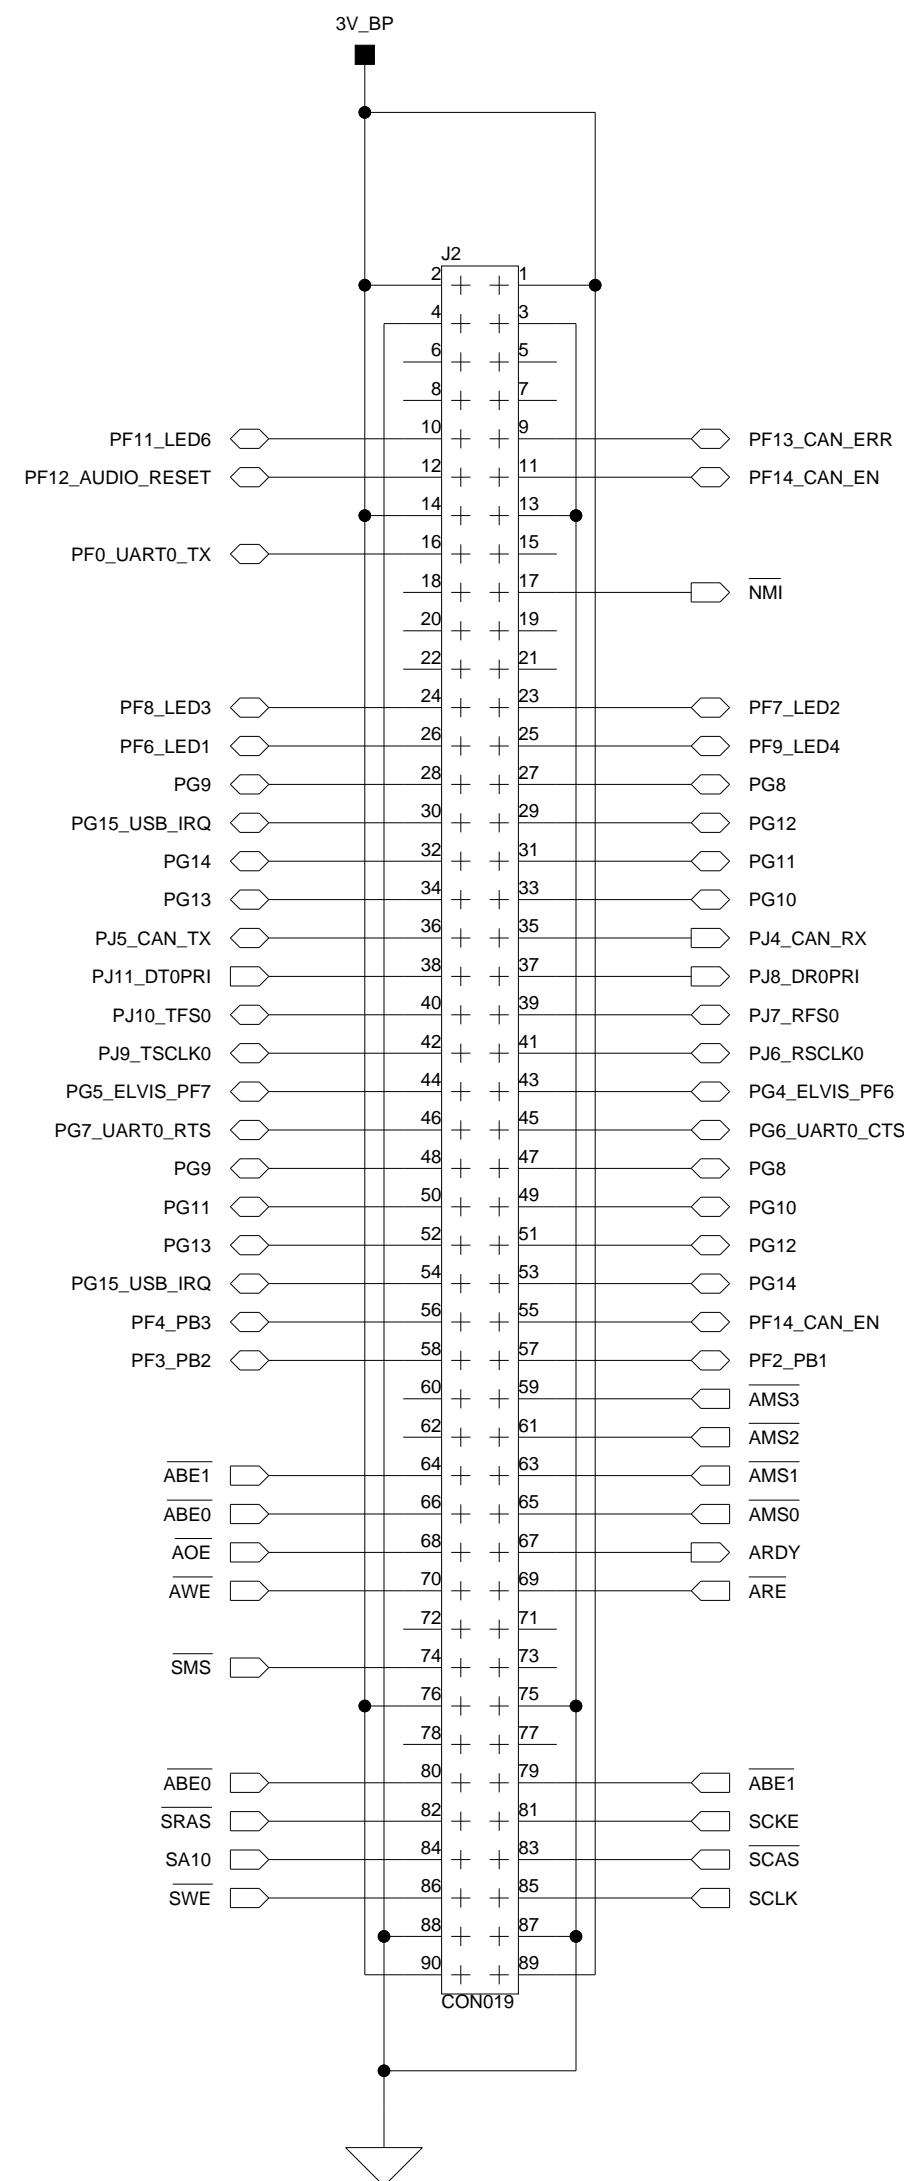 3V_BP
J2
2 1
4 3
6 5
8 7
PF11_LED6 10 9 PF13_CAN_ERR
PF12_AUDIO_RESET 12 11 PF14_CAN_EN
14 13
PF0_UART0_TX 16 15
18 17 NMI
20 19
22 21
PF8_LED3 24 23 PF7_LED2
PF6_LED1 26 25 PF9_LED4
PG9 28 27 PG8
PG15_USB_IRQ 30 29 PG12
PG14 32 31 PG11
PG13 34 33 PG10
PJ5_CAN_TX 36 35 PJ4_CAN_RX
PJ11_DT0PRI 38 37 PJ8_DR0PRI
PJ10_TFS0 40 39 PJ7_RFS0
PJ9_TSCLK0 42 41 PJ6_RSCLK0
PG5_ELVIS_PF7 44 43 PG4_ELVIS_PF6
PG7_UART0_RTS 46 45 PG6_UART0_CTS
PG9 48 47 PG8
PG11 50 49 PG10
PG13 52 51 PG12
PG15_USB_IRQ 54 53 PG14
PF4_PB3 56 55 PF14_CAN_EN
PF3_PB2 58 57 PF2_PB1
60 59 AMS3
62 61 AMS2
ABE1 64 63 AMS1
ABE0 66 65 AMS0
AOE 68 67 ARDY
AWE 70 69 ARE
72 71
SMS 74 73
76 75
78 77
ABE0 80 79 ABE1
SRAS 82 81 SCKE
SA10 84 83 SCAS
SWE 86 85 SCLK
88 87
90 89
CON019